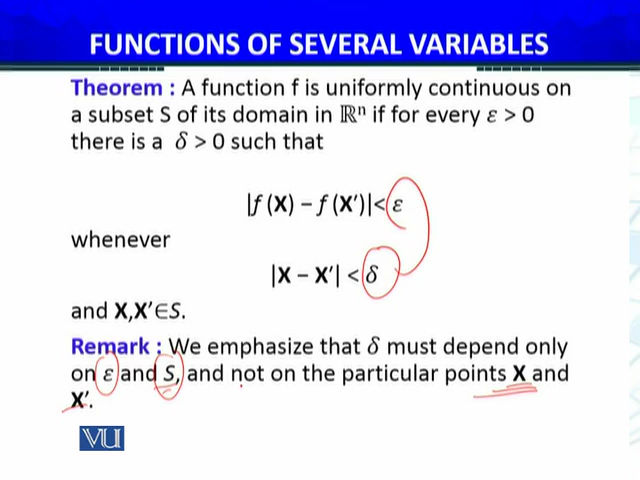 FUNCTIONS OF SEVERAL VARIABLES
Theorem : A function f is uniformly continuous on
a subset S of its domain in ℝⁿ if for every ε > 0
there is a δ > 0 such that
|f (X) − f (X′)|< ε
whenever
|X − X′| < δ
and X,X′∈S.
Remark : We emphasize that δ must depend only
on ε and S, and not on the particular points X and
X′.
VU